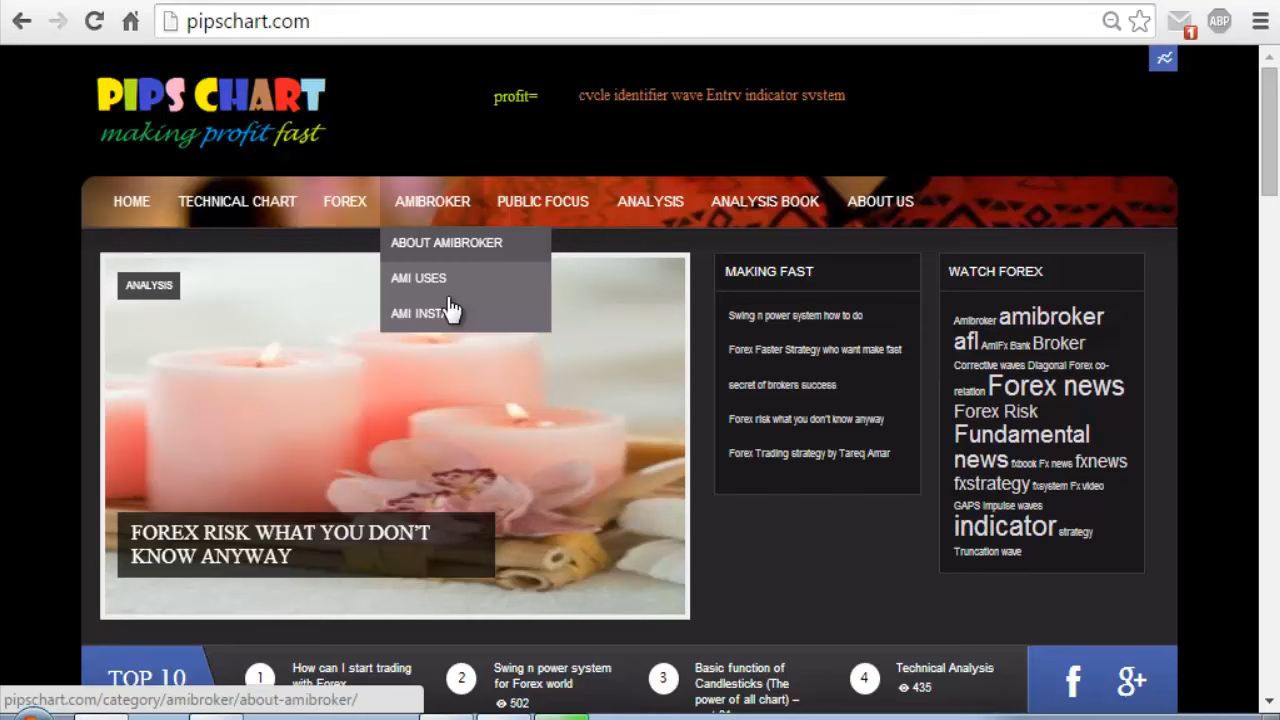 pipschart.com
1
ABP
PIPS CHART
making profit fast
profit= cycle identifier wave Entry indicator system
HOME TECHNICAL CHART FOREX AMIBROKER PUBLIC FOCUS ANALYSIS ANALYSIS BOOK ABOUT US
ABOUT AMIBROKER
AMI USES
ANALYSIS
FOREX RISK WHAT YOU DON'T
KNOW ANYWAY
MAKING FAST
Swing n power system how to do
Forex Faster Strategy who want make fast
secret of brokers success
Forex risk what you don't know anyway
Forex Trading strategy by Tareq Amar
WATCH FOREX
Amibroker amibroker
afl AmiFx Bank Broker
Corrective waves Diagonal Forex co-
relation Forex news
Forex Risk
Fundamental
news fxbook Fx news fxnews
fxstrategy fxsystem Fx video
GAPS Impulse waves
indicator strategy
Truncation wave
TOP 10
1
How can I start trading
with Forex
2
Swing n power system
for Forex world
502
3
Basic function of
Candlesticks (The
power of all chart) –
4
Technical Analysis
435
f g+
pipschart.com/category/amibroker/about-amibroker/